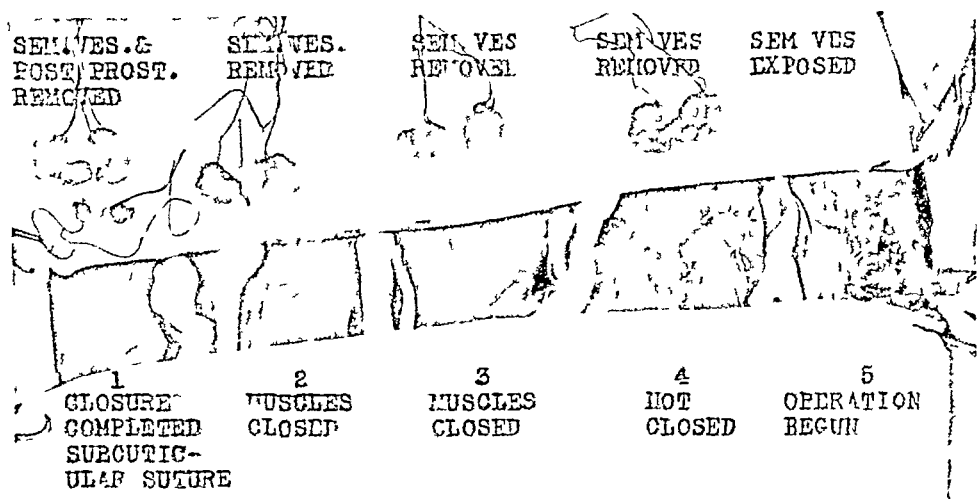 SEM.VES.&
POST PROST.
REMOVED
SEM.VES.
REMOVED
SEM VES
REMOVEL
SEM VES
REMOVED
SEM VES
EXPOSED
1
CLOSURE
COMPLETED
SUBCUTIC-
ULAR SUTURE
2
MUSCLES
CLOSED
3
MUSCLES
CLOSED
4
NOT
CLOSED
5
OPERATION
BEGUN